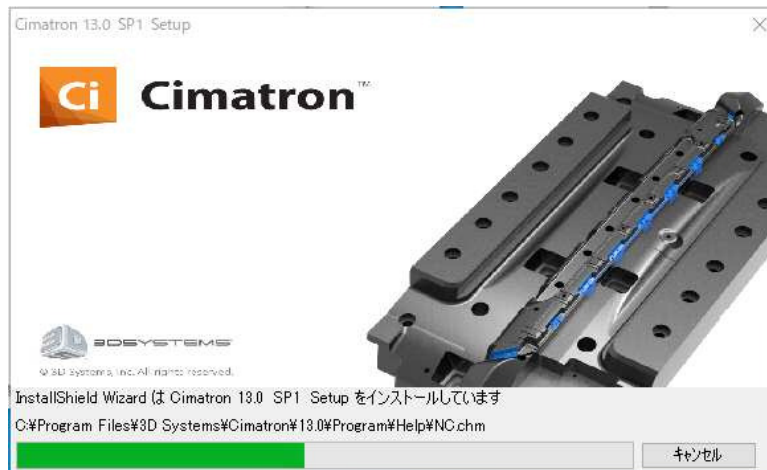 Cimatron 13.0 SP1 Setup
Ci Cimatron™
3D SYSTEMS
© 3D Systems, Inc. All rights reserved.
InstallShield Wizard は Cimatron 13.0 SP1 Setup をインストールしています
C:¥Program Files¥3D Systems¥Cimatron¥13.0¥Program¥Help¥NC.chm
キャンセル